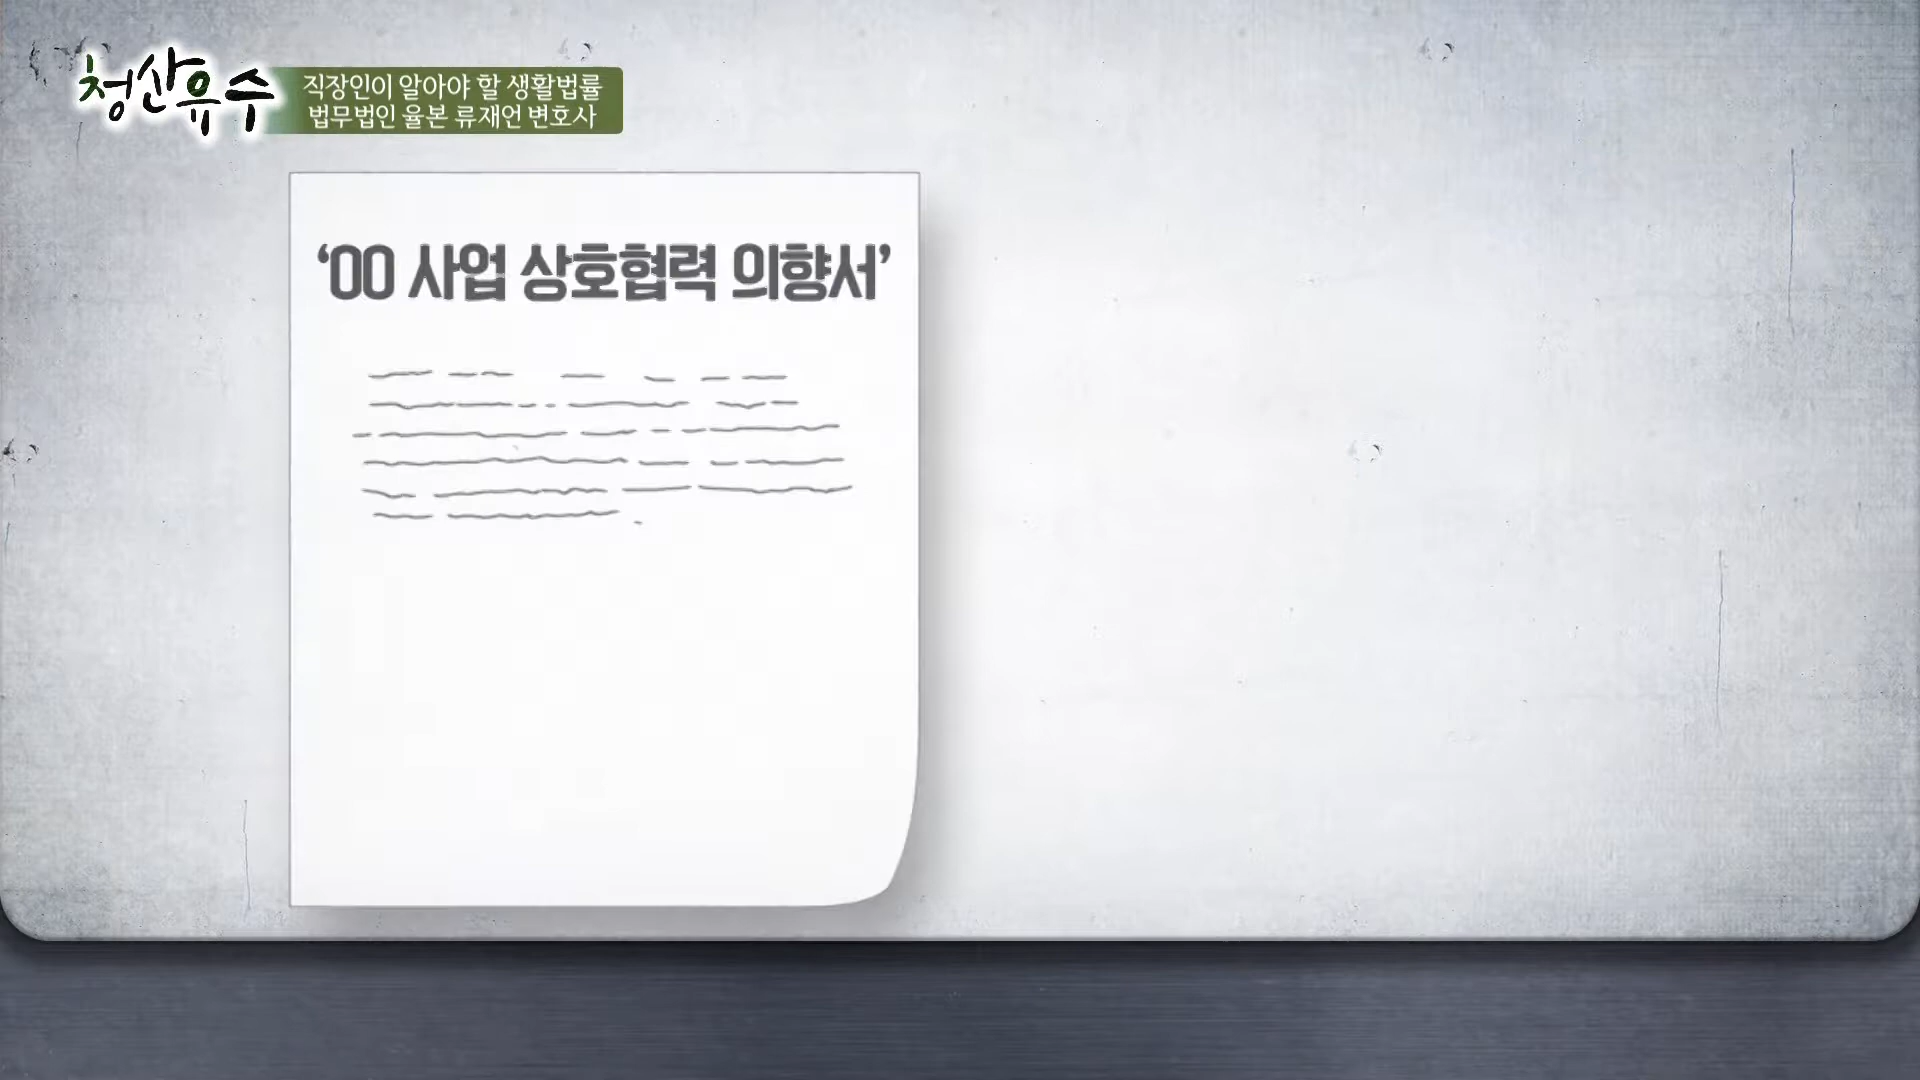 청산유수
직장인이 알아야 할 생활법률
법무법인 율본 류재언 변호사
‘OO 사업 상호협력 의향서’